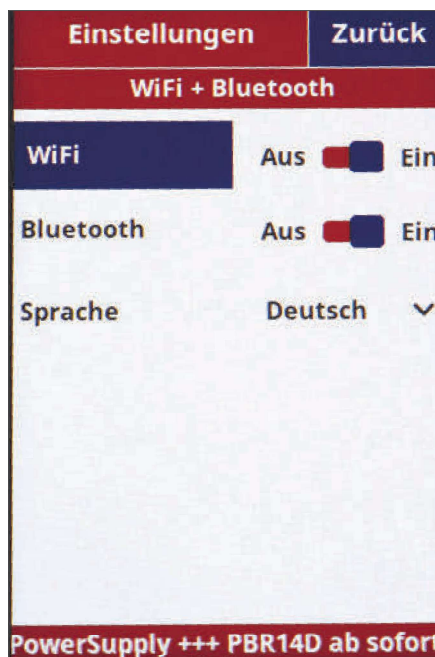 Einstellungen Zurück
WiFi + Bluetooth
WiFi Aus Ein
Bluetooth Aus Ein
Sprache Deutsch
PowerSupply +++ PBR14D ab sofort